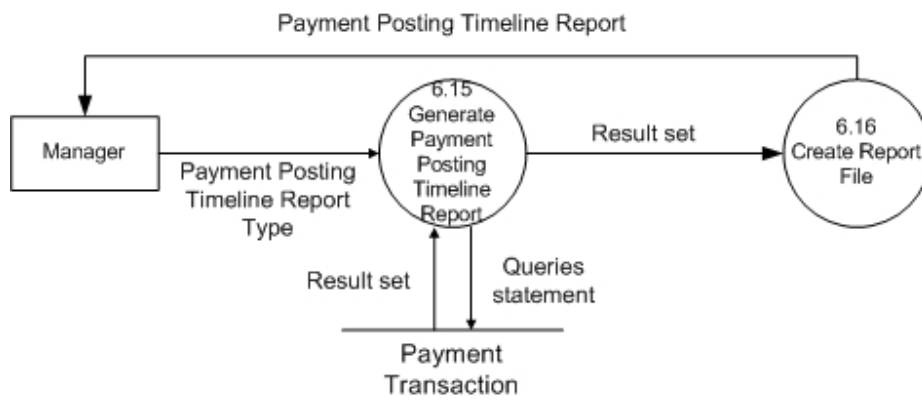 Payment Posting Timeline Report
6.15
Generate
Payment
Posting
Timeline
Report
Manager
Payment Posting
Timeline Report
Type
Result set
6.16
Create Report
File
Result set
Queries
statement
Payment
Transaction